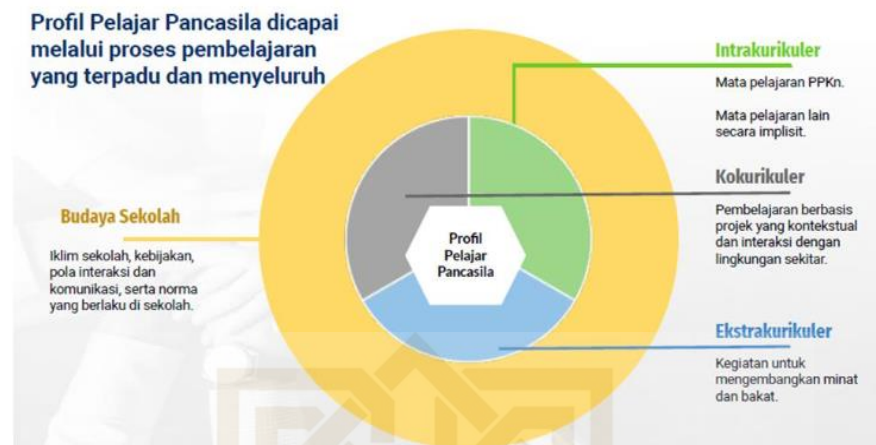 Profil Pelajar Pancasila dicapai
melalui proses pembelajaran
yang terpadu dan menyeluruh
Budaya Sekolah
Iklim sekolah, kebijakan,
pola interaksi dan
komunikasi, serta norma
yang berlaku di sekolah.
Profil
Pelajar
Pancasila
Intrakurikuler
Mata pelajaran PPKn.
Mata pelajaran lain
secara implisit.
Kokurikuler
Pembelajaran berbasis
projek yang kontekstual
dan interaksi dengan
lingkungan sekitar.
Ekstrakurikuler
Kegiatan untuk
mengembangkan minat
dan bakat.